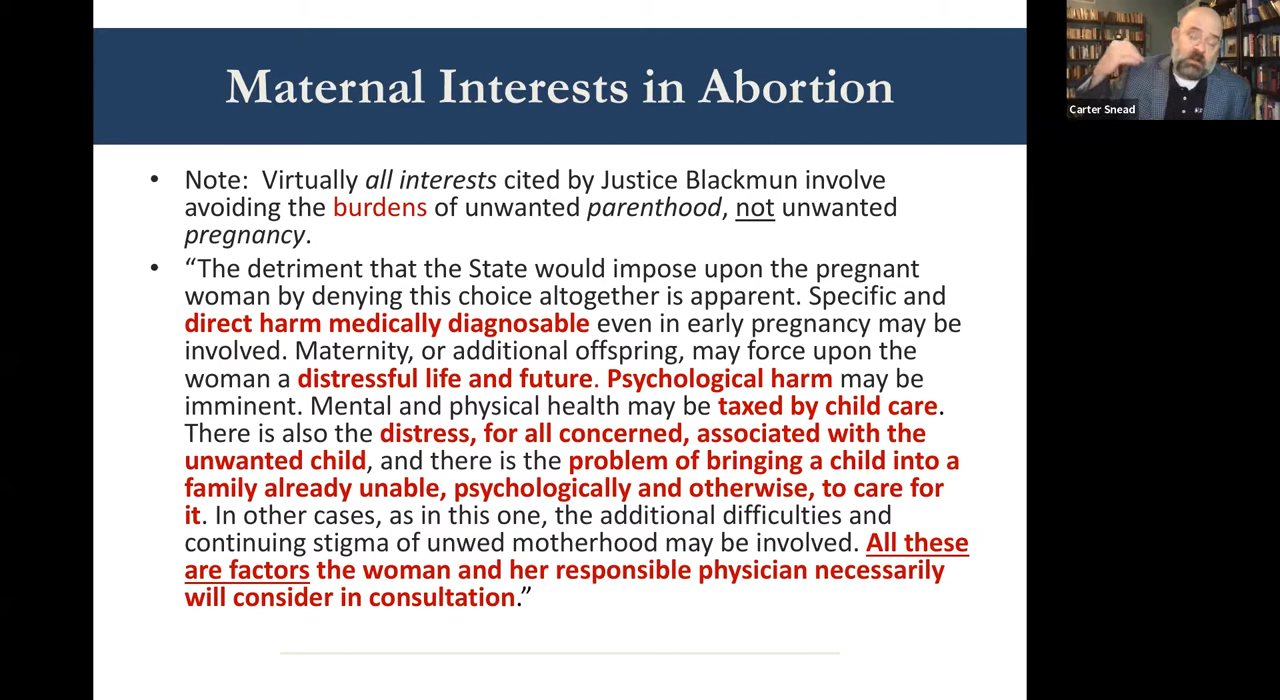 Maternal Interests in Abortion
Carter Snead
• Note: Virtually all interests cited by Justice Blackmun involve
avoiding the burdens of unwanted parenthood, not unwanted
pregnancy.
• “The detriment that the State would impose upon the pregnant
woman by denying this choice altogether is apparent. Specific and
direct harm medically diagnosable even in early pregnancy may be
involved. Maternity, or additional offspring, may force upon the
woman a distressful life and future. Psychological harm may be
imminent. Mental and physical health may be taxed by child care.
There is also the distress, for all concerned, associated with the
unwanted child, and there is the problem of bringing a child into a
family already unable, psychologically and otherwise, to care for
it. In other cases, as in this one, the additional difficulties and
continuing stigma of unwed motherhood may be involved. All these
are factors the woman and her responsible physician necessarily
will consider in consultation.”